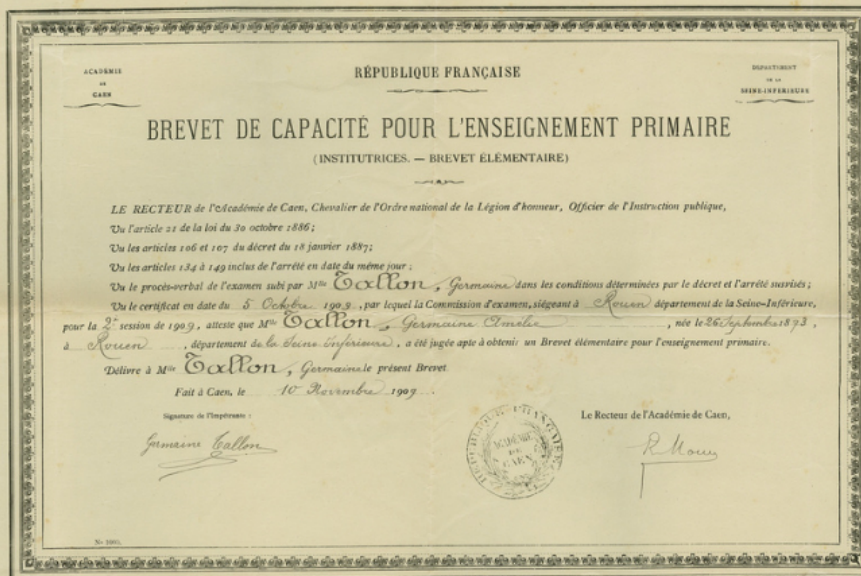 ACADÉMIE
DE
CAEN
RÉPUBLIQUE FRANÇAISE
DÉPARTEMENT
DE LA
SEINE-INFÉRIEURE
BREVET DE CAPACITÉ POUR L'ENSEIGNEMENT PRIMAIRE
(INSTITUTRICES. — BREVET ÉLÉMENTAIRE)
LE RECTEUR de l'Académie de Caen, Chevalier de l'Ordre national de la Légion d'honneur, Officier de l'Instruction publique,
Vu l'article 21 de la loi du 30 octobre 1886;
Vu les articles 106 et 107 du décret du 18 janvier 1887;
Vu les articles 134 à 149 inclus de l'arrêté en date du même jour;
Vu le procès-verbal de l'examen subi par Mlle Tallon, Germaine dans les conditions déterminées par le décret et l'arrêté susvisés;
Vu le certificat en date du 5 Octobre 1909, par lequel la Commission d'examen, siégeant à Rouen département de la Seine-Inférieure,
pour la 2e session de 1909, atteste que Mlle Tallon, Germaine Amélie, née le 26 Septembre 1893,
à Rouen, département de la Seine Inférieure, a été jugée apte à obtenir un Brevet élémentaire pour l'enseignement primaire.
Délivre à Mlle Tallon, Germaine le présent Brevet
Fait à Caen, le 10 Novembre 1909.
Signature de l'Impétrante :
Le Recteur de l'Académie de Caen,
Germaine Tallon
RÉPUBLIQUE FRANÇAISE
ACADÉMIE
DE
CAEN